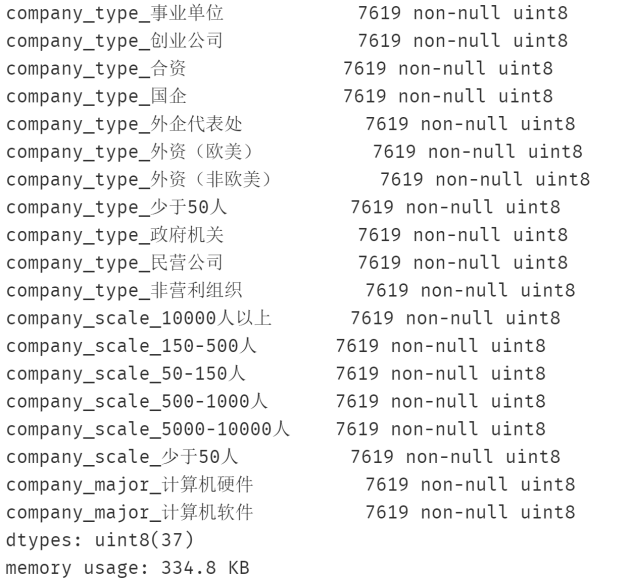 company_type_事业单位 7619 non-null uint8
company_type_创业公司 7619 non-null uint8
company_type_合资 7619 non-null uint8
company_type_国企 7619 non-null uint8
company_type_外企代表处 7619 non-null uint8
company_type_外资（欧美） 7619 non-null uint8
company_type_外资（非欧美） 7619 non-null uint8
company_type_少于50人 7619 non-null uint8
company_type_政府机关 7619 non-null uint8
company_type_民营公司 7619 non-null uint8
company_type_非营利组织 7619 non-null uint8
company_scale_10000人以上 7619 non-null uint8
company_scale_150-500人 7619 non-null uint8
company_scale_50-150人 7619 non-null uint8
company_scale_500-1000人 7619 non-null uint8
company_scale_5000-10000人 7619 non-null uint8
company_scale_少于50人 7619 non-null uint8
company_major_计算机硬件 7619 non-null uint8
company_major_计算机软件 7619 non-null uint8
dtypes: uint8(37)
memory usage: 334.8 KB